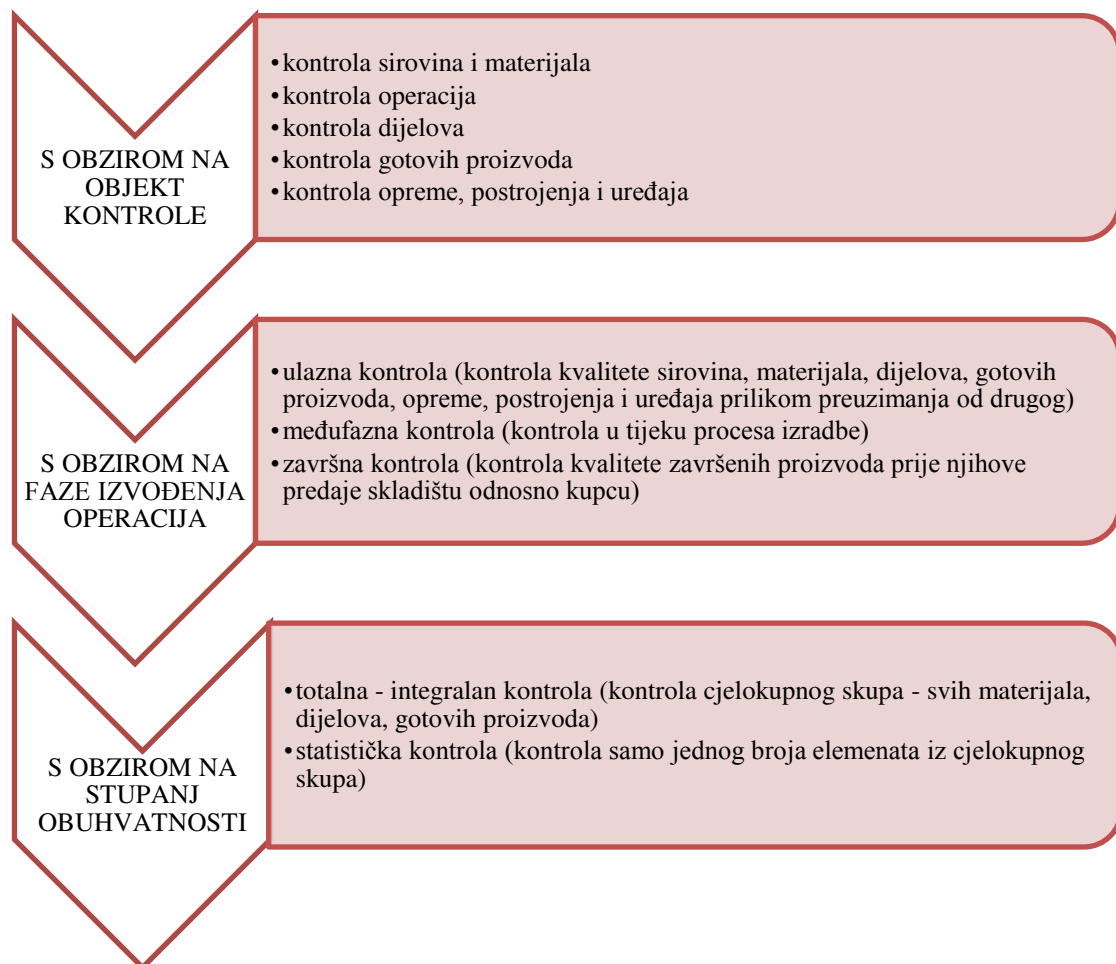 S OBZIROM NA
OBJEKT
KONTROLE
•kontrola sirovina i materijala
•kontrola operacija
•kontrola dijelova
•kontrola gotovih proizvoda
•kontrola opreme, postrojenja i uređaja
S OBZIROM NA
FAZE IZVOĐENJA
OPERACIJA
•ulazna kontrola (kontrola kvalitete sirovina, materijala, dijelova, gotovih
proizvoda, opreme, postrojenja i uređaja prilikom preuzimanja od drugog)
•međufazna kontrola (kontrola u tijeku procesa izradbe)
•završna kontrola (kontrola kvalitete završenih proizvoda prije njihove
predaje skladištu odnosno kupcu)
S OBZIROM NA
STUPANJ
OBUHVATNOSTI
•totalna - integralan kontrola (kontrola cjelokupnog skupa - svih materijala,
dijelova, gotovih proizvoda)
•statistička kontrola (kontrola samo jednog broja elemenata iz cjelokupnog
skupa)